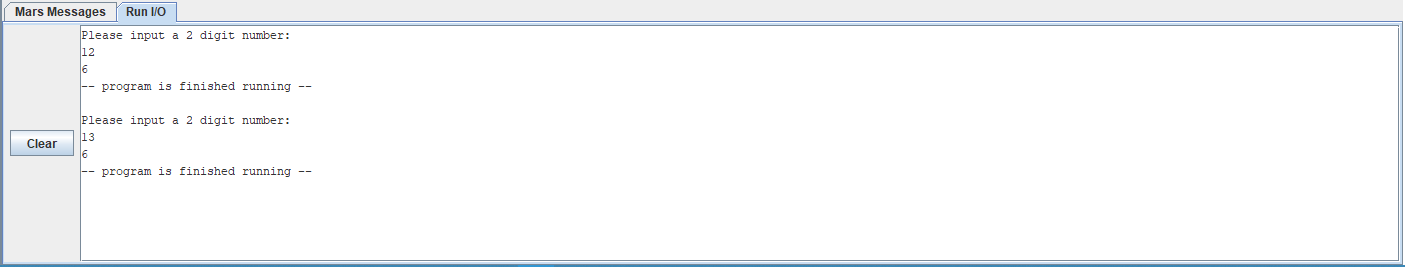 Mars Messages Run I/O
Please input a 2 digit number:
12
6
-- program is finished running --
Please input a 2 digit number:
13
6
-- program is finished running --
Clear